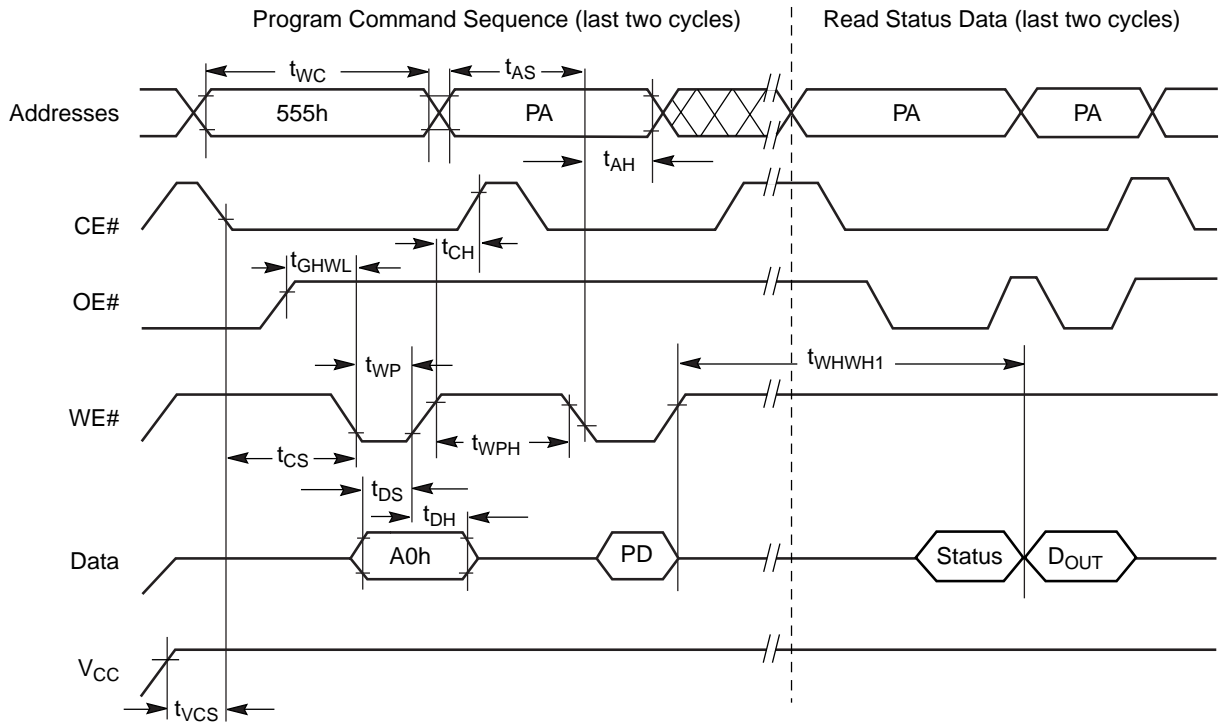 Program Command Sequence (last two cycles)
Read Status Data (last two cycles)
tWC
tAS
Addresses
555h
PA
PA
PA
tAH
CE#
tCH
tGHWL
OE#
tWP
tWHWH1
WE#
tWPH
tCS
tDS
tDH
Data
A0h
PD
Status
DOUT
VCC
tVCS